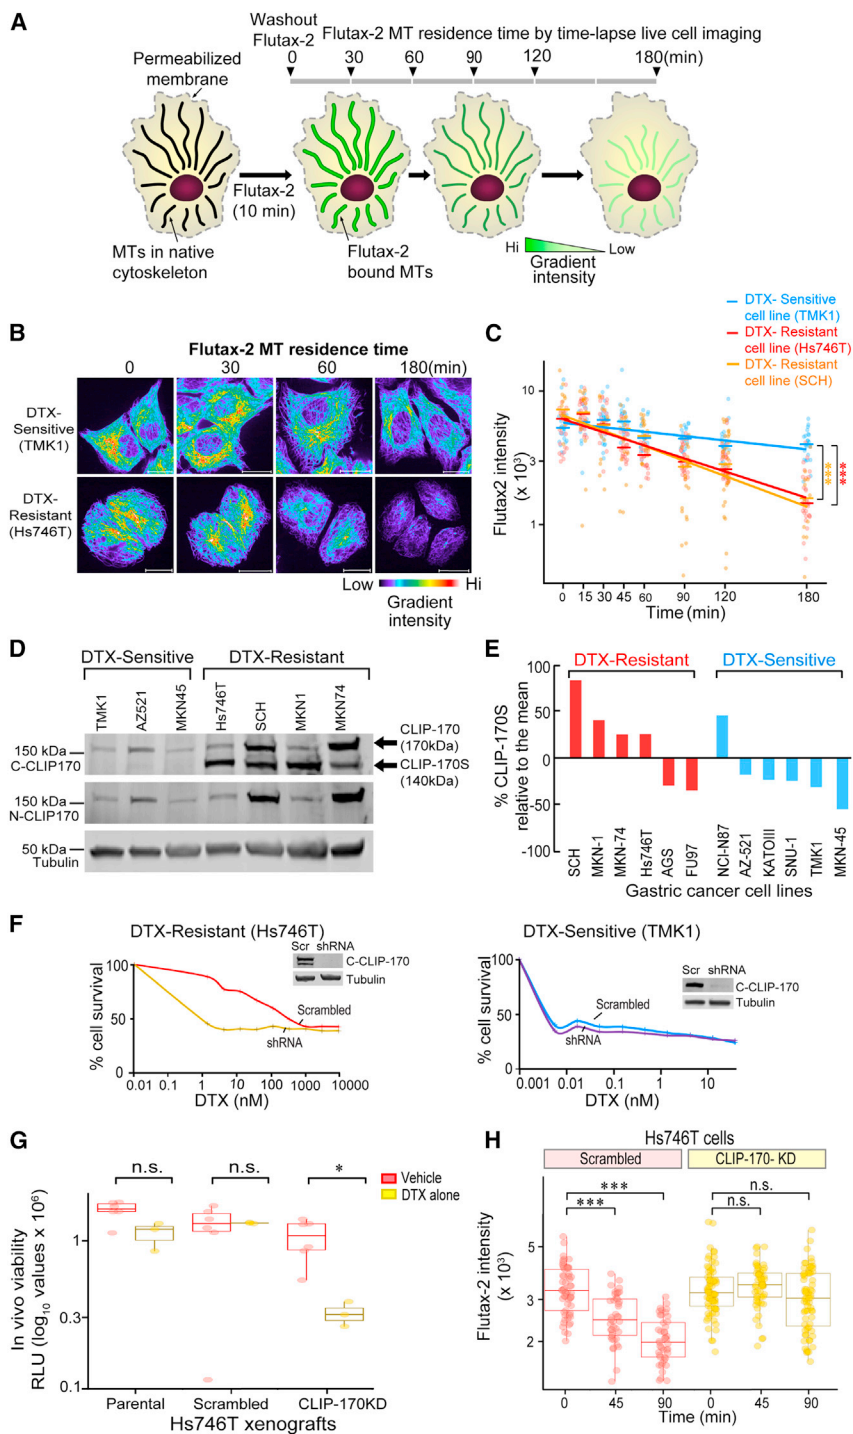 A
Washout
Flutax-2
Flutax-2 MT residence time by time-lapse live cell imaging
0 30 60 90 120 180(min)
Permeabilized
membrane
Flutax-2
(10 min)
MTs in native
cytoskeleton
Flutax-2
bound MTs
Hi Low
Gradient
intensity
B
Flutax-2 MT residence time
0 30 60 180(min)
DTX-
Sensitive
(TMK1)
DTX-
Resistant
(Hs746T)
Low Hi
Gradient
intensity
C
DTX- Sensitive
cell line (TMK1)
DTX- Resistant
cell line (Hs746T)
DTX- Resistant
cell line (SCH)
Flutax2 intensity
(x 10³)
10
3
1
***
***
0 15 30 45 60 90 120 180
Time (min)
D
DTX-Sensitive DTX-Resistant
TMK1 AZ521 MKN45 Hs746T SCH MKN1 MKN74
150 kDa
C-CLIP170
CLIP-170
(170kDa)
CLIP-170S
(140kDa)
150 kDa
N-CLIP170
50 kDa
Tubulin
E
DTX-Resistant DTX-Sensitive
% CLIP-170S
relative to the mean
100
50
0
-50
-100
SCH MKN-1 MKN-74 Hs746T AGS FU97 NCI-N87 AZ-521 KATOIII SNU-1 TMK1 MKN-45
Gastric cancer cell lines
F
DTX-Resistant (Hs746T)
Scr shRNA
C-CLIP-170
Tubulin
% cell survival
100
50
0
Scrambled
shRNA
0.01 0.1 1 10 100 1000 10000
DTX (nM)
DTX-Sensitive (TMK1)
Scr shRNA
C-CLIP-170
Tubulin
% cell survival
100
50
0
Scrambled
shRNA
0.001 0.01 0.1 1 10
DTX (nM)
G
n.s. n.s. *
Vehicle
DTX alone
In vivo viability
RLU (log₁₀ values x 10⁶)
1
0.3
0.1
Parental Scrambled CLIP-170KD
Hs746T xenografts
H
Hs746T cells
Scrambled CLIP-170- KD
***
***
n.s.
n.s.
Flutax-2 intensity
(x 10³)
5
3
2
0 45 90 0 45 90
Time (min)